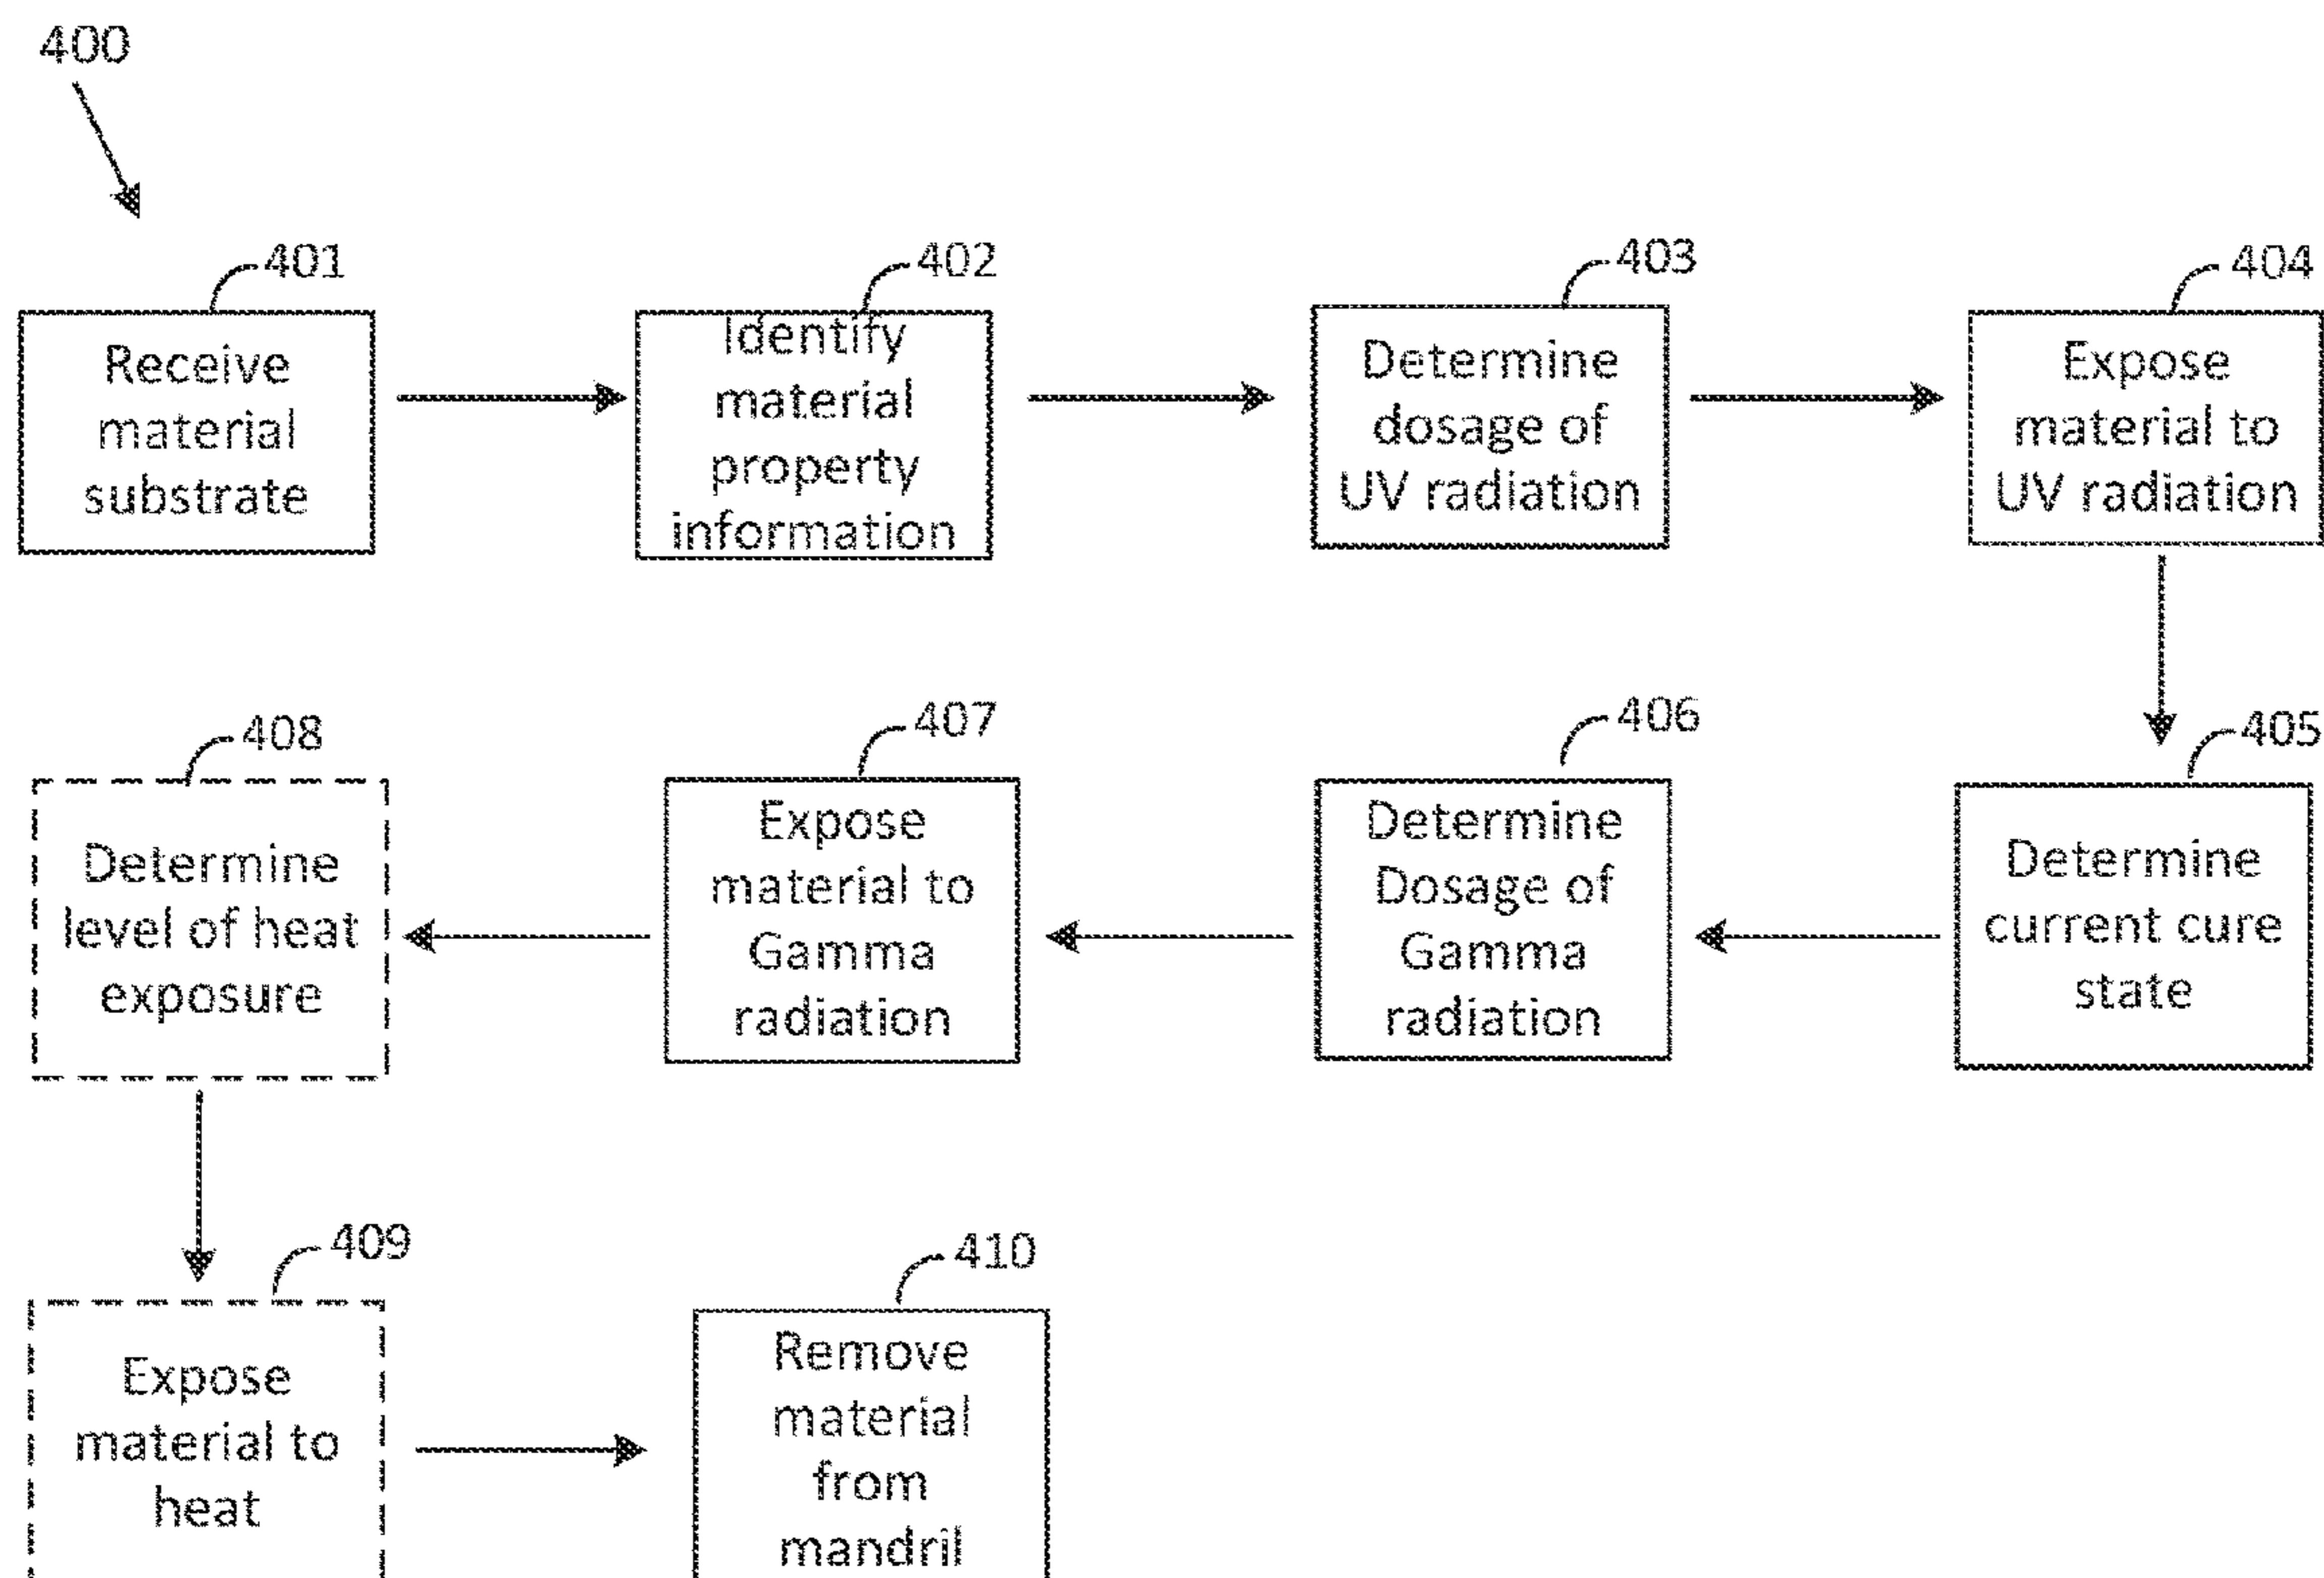 400
401
Receive
material
substrate
402
Identify
material
property
information
403
Determine
dosage of
UV radiation
404
Expose
material to
UV radiation
405
Determine
current cure
state
406
Determine
Dosage of
Gamma
radiation
407
Expose
material to
Gamma
radiation
408
Determine
level of heat
exposure
409
Expose
material to
heat
410
Remove
material
from
mandril